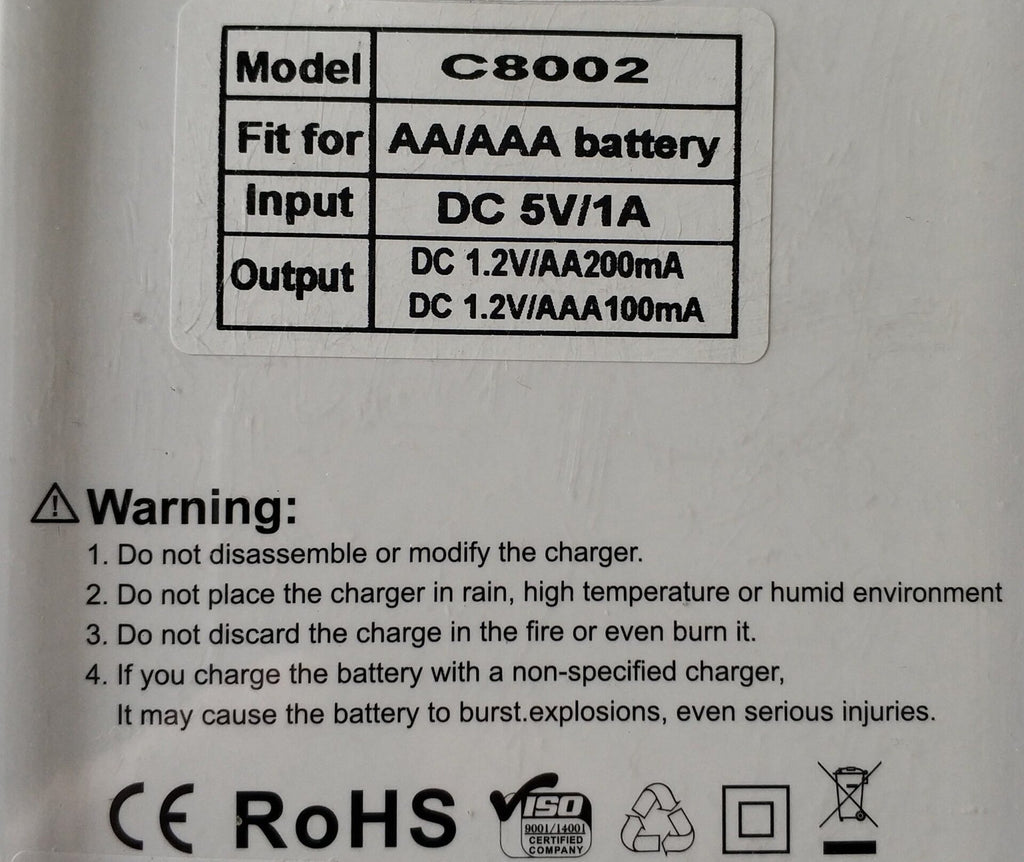 Model C8002
Fit for AA/AAA battery
Input DC 5V/1A
Output DC 1.2V/AA200mA
DC 1.2V/AAA100mA
Warning:
1. Do not disassemble or modify the charger.
2. Do not place the charger in rain, high temperature or humid environment
3. Do not discard the charge in the fire or even burn it.
4. If you charge the battery with a non-specified charger,
It may cause the battery to burst.explosions, even serious injuries.
CE RoHS ISO
9001/14001
CERTIFIED
COMPANY